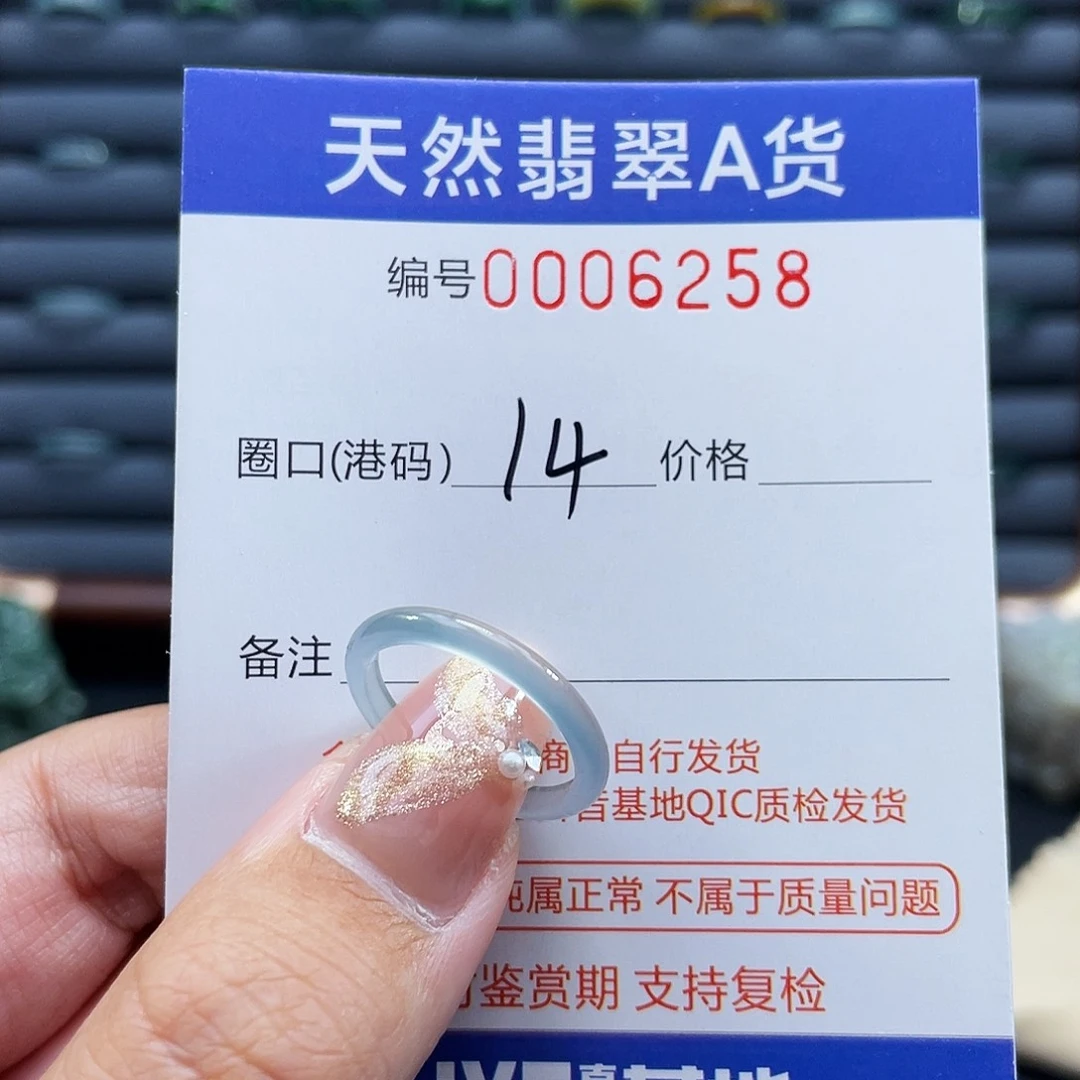 天然翡翠A货
编号0006258
圈口(港码) 14 价格
备注
商 自行发货
基地QIC质检发货
属正常 不属于质量问题
鉴赏期 支持复检